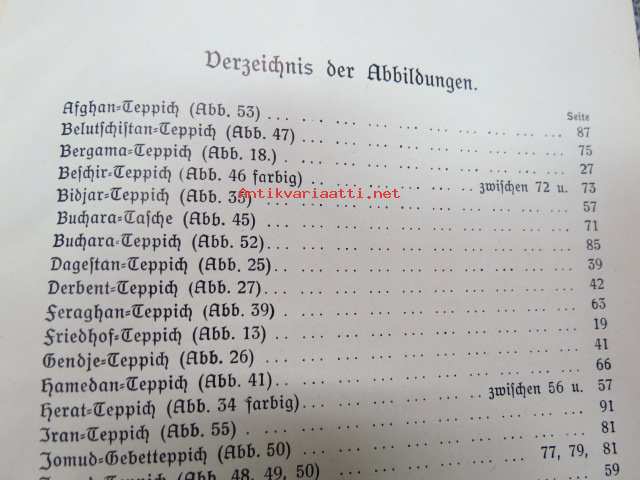 Verzeichnis der Abbildungen.
Seite
Afghan-Teppich (Abb. 53) . . . . . . . . . . . . . . 87
Belutschistan-Teppich (Abb. 47) . . . . . . . . . . . . 75
Bergama-Teppich (Abb. 18.) . . . . . . . . . . . . . 27
Beschir-Teppich (Abb. 46 farbig) . . . . . . zwischen 72 u. 73
Bidjar-Teppich (Abb. 35) . . . . . . . . . . . . . . 57
Buchara-Tasche (Abb. 45) . . . . . . . . . . . . . . 71
Buchara-Teppich (Abb. 52) . . . . . . . . . . . . . . 85
Dagestan-Teppich (Abb. 25) . . . . . . . . . . . . . . 39
Derbent-Teppich (Abb. 27) . . . . . . . . . . . . . . 42
Feraghan-Teppich (Abb. 39) . . . . . . . . . . . . . . 63
Friedhof-Teppich (Abb. 13) . . . . . . . . . . . . . . 19
Gendje-Teppich (Abb. 26) . . . . . . . . . . . . . . 41
Hamedan-Teppich (Abb. 41) . . . . . . . . . . . . . . 66
Herat-Teppich (Abb. 34 farbig) . . . . . . . zwischen 56 u. 57
Iran-Teppich (Abb. 55) . . . . . . . . . . . . . . 91
Jomud-Gebetteppich (Abb. 50) . . . . . . . . . . . . 81
Jomud-Teppich (Abb. 48, 49, 50) . . . . . . . . 77, 79, 81
59
Antikvariaatti.net